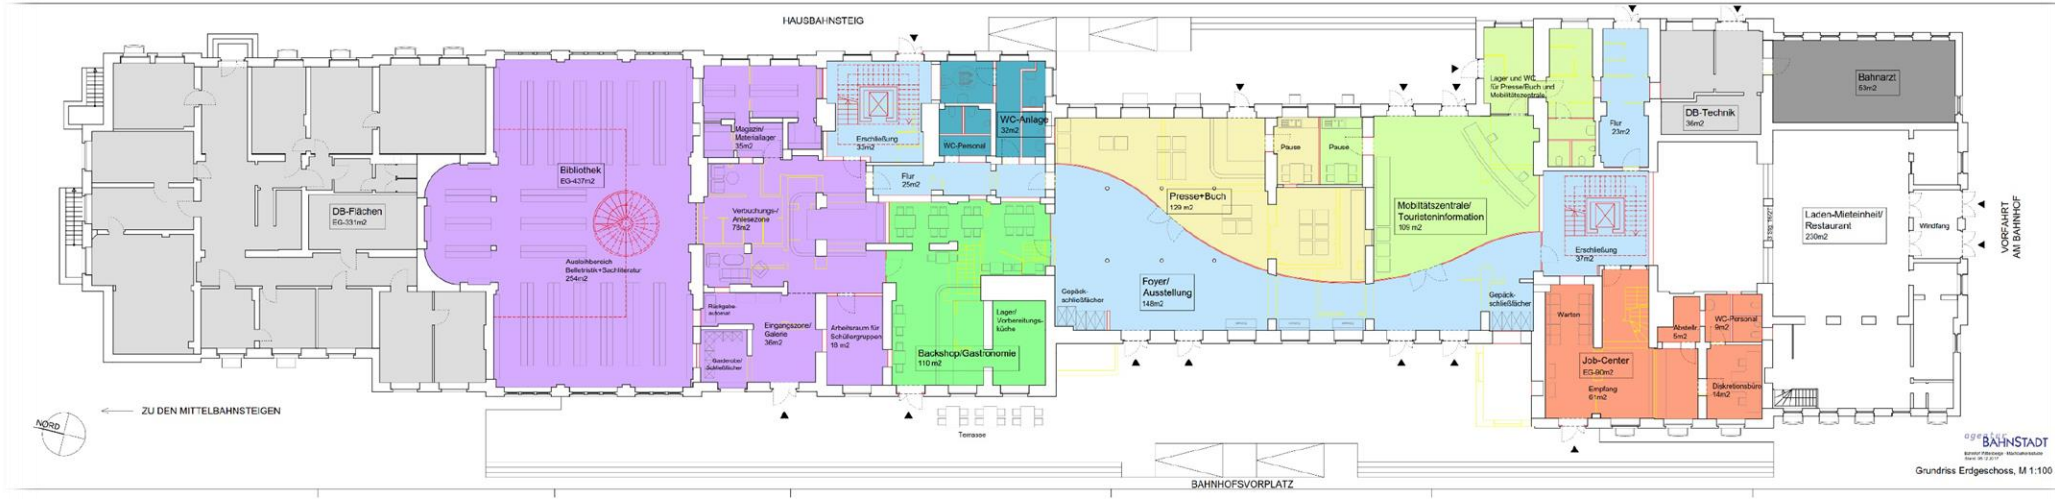 HAUSBAHNSTEIG
Bahnarzt
53m2
Lager und WC
für Presse/Buch und
Mobilitätszentrale
DB-Technik
36m2
Flur
23m2
WC-Anlage
32m2
WC-Personal
Erschließung
33m2
Magazin/
Materiallager
35m2
Bibliothek
EG-437m2
Pause
Pause
Flur
25m2
DB-Flächen
EG-331m2
Verbuchungs-/
Anlesezone
78m2
Presse+Buch
129 m2
Mobilitätszentrale/
Touristeninformation
109 m2
Laden-Mieteinheit/
Restaurant
230m2
Windfang
VORFAHRT
AM BAHNHOF
Erschließung
37m2
Ausleihbereich
Belletristik+Sachliteratur
254m2
Foyer/
Ausstellung
148m2
Gepäck-
schließfächer
Gepäck-
schließfächer
Rückgabe-
automat
Eingangszone/
Galerie
36m2
Arbeitsraum für
Schülergruppen
18 m2
Lager/
Vorbereitungs-
küche
Warten
Abstellr.
5m2
WC-Personal
9m2
Garderobe/
Schließfächer
Backshop/Gastronomie
110 m2
Job-Center
EG-90m2
Empfang
61m2
Diskretionsbüro
14m2
NORD
ZU DEN MITTELBAHNSTEIGEN
Terrasse
agentur
BAHNSTADT
Grundriss Erdgeschoss, M 1:100
BAHNHOFSVORPLATZ